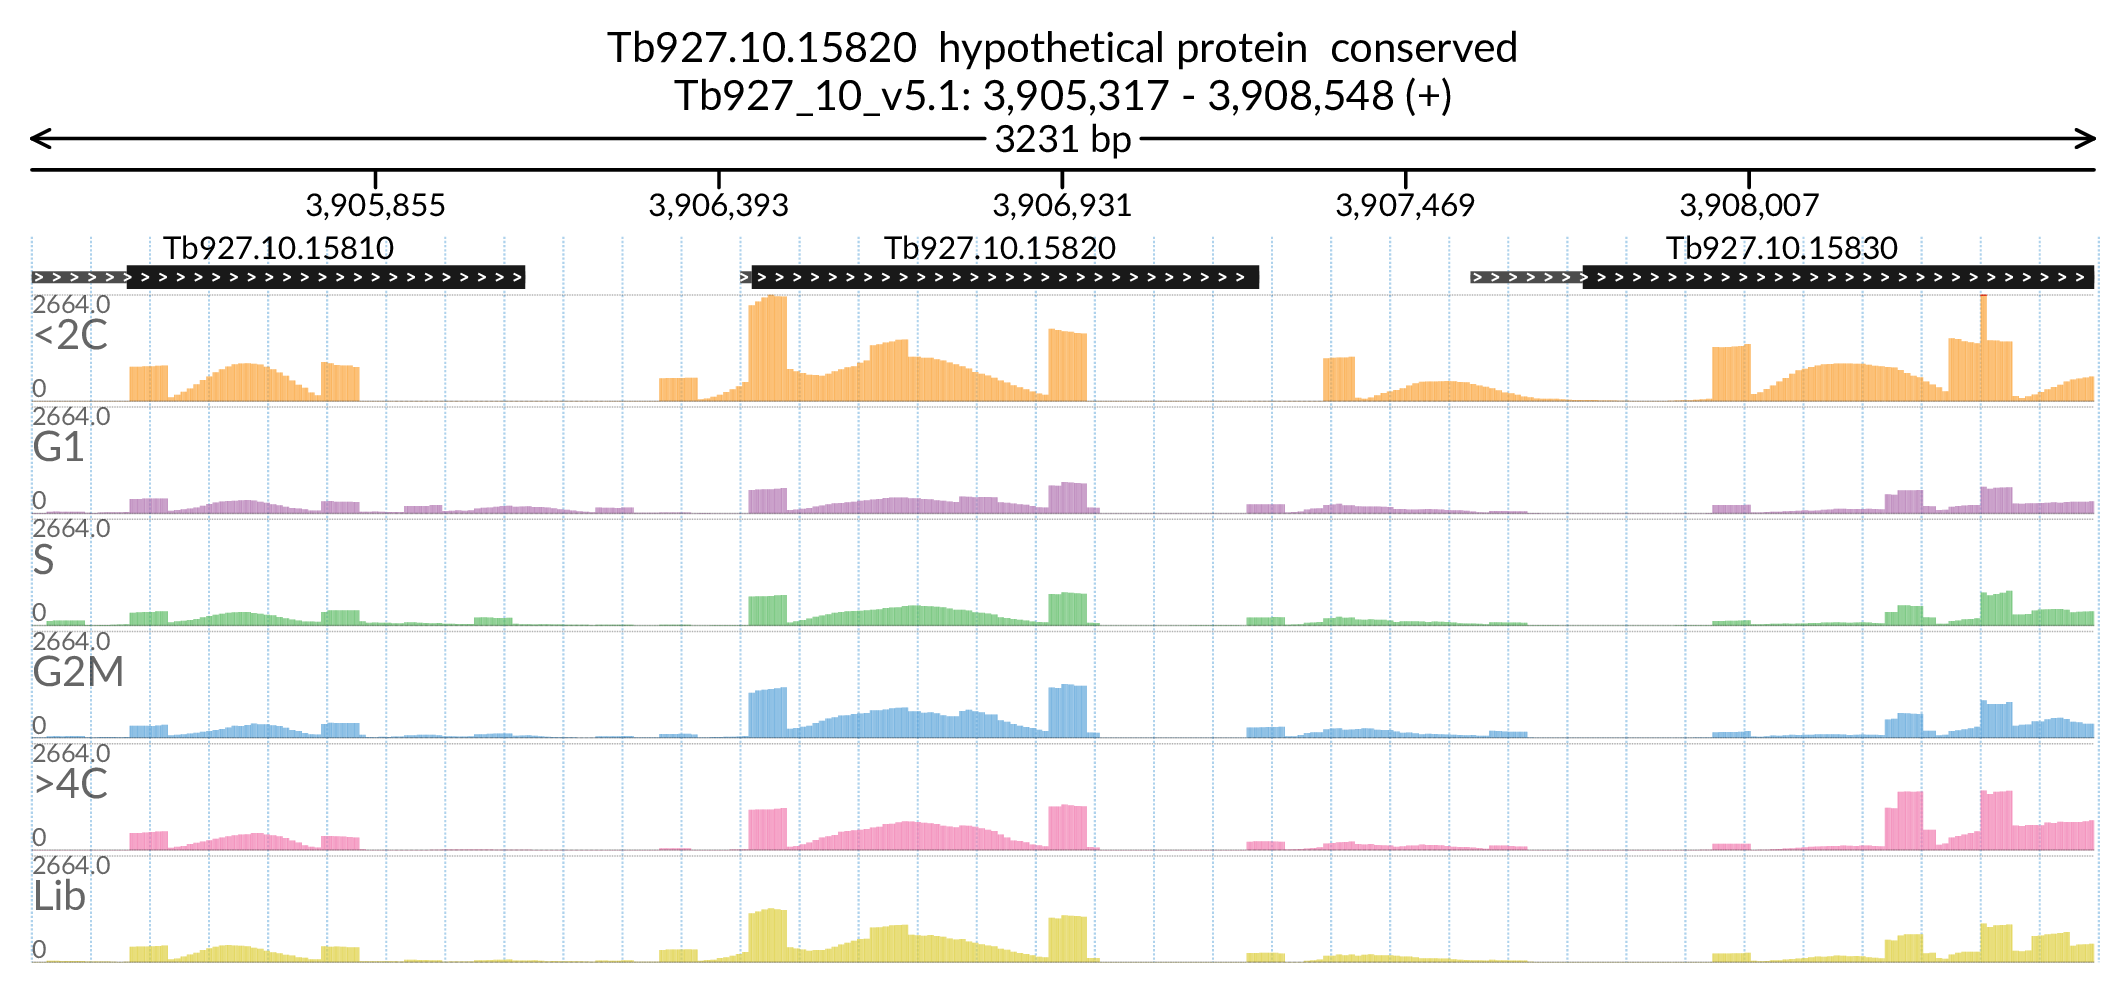 Tb927.10.15820  hypothetical protein  conserved
Tb927_10_v5.1: 3,905,317 - 3,908,548 (+)
3231 bp
3,905,855 3,906,393 3,906,931 3,907,469 3,908,007
Tb927.10.15810 Tb927.10.15820 Tb927.10.15830
2664.0
<2C
0
2664.0
G1
0
2664.0
S
0
2664.0
G2M
0
2664.0
>4C
0
2664.0
Lib
0